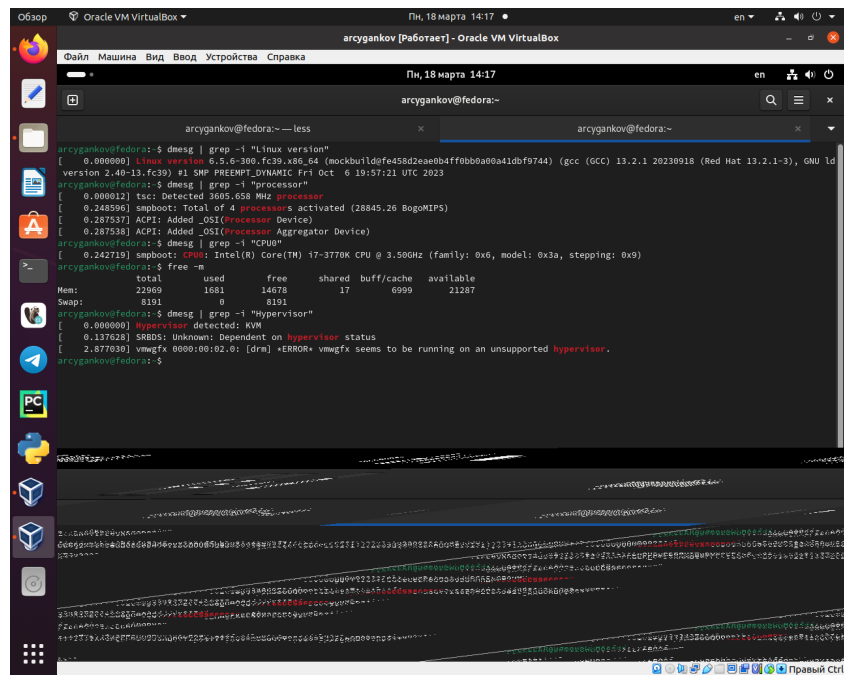 Обзор Oracle VM VirtualBox Пн, 18 марта 14:17 en
arcygankov [Работает] - Oracle VM VirtualBox
Файл Машина Вид Ввод Устройства Справка
Пн, 18 марта 14:17 en
arcygankov@fedora:~
arcygankov@fedora:~ — less arcygankov@fedora:~
arcygankov@fedora:~$ dmesg | grep -i "Linux version"
[    0.000000] Linux version 6.5.6-300.fc39.x86_64 (mockbuild@fe458d2eae0b4ff0bb0a00a41dbf9744) (gcc (GCC) 13.2.1 20230918 (Red Hat 13.2.1-3), GNU ld
version 2.40-13.fc39) #1 SMP PREEMPT_DYNAMIC Fri Oct  6 19:57:21 UTC 2023
arcygankov@fedora:~$ dmesg | grep -i "processor"
[    0.000012] tsc: Detected 3605.658 MHz processor
[    0.248596] smpboot: Total of 4 processors activated (28845.26 BogoMIPS)
[    0.287537] ACPI: Added _OSI(Processor Device)
[    0.287538] ACPI: Added _OSI(Processor Aggregator Device)
arcygankov@fedora:~$ dmesg | grep -i "CPU0"
[    0.242719] smpboot: CPU0: Intel(R) Core(TM) i7-3770K CPU @ 3.50GHz (family: 0x6, model: 0x3a, stepping: 0x9)
arcygankov@fedora:~$ free -m
total used free shared buff/cache available
Mem: 22969 1681 14678 17 6999 21287
Swap: 8191 0 8191
arcygankov@fedora:~$ dmesg | grep -i "Hypervisor"
[    0.000000] Hypervisor detected: KVM
[    0.137628] SRBDS: Unknown: Dependent on hypervisor status
[    2.877030] vmwgfx 0000:00:02.0: [drm] *ERROR* vmwgfx seems to be running on an unsupported hypervisor.
arcygankov@fedora:~$
PC
Правый Ctrl